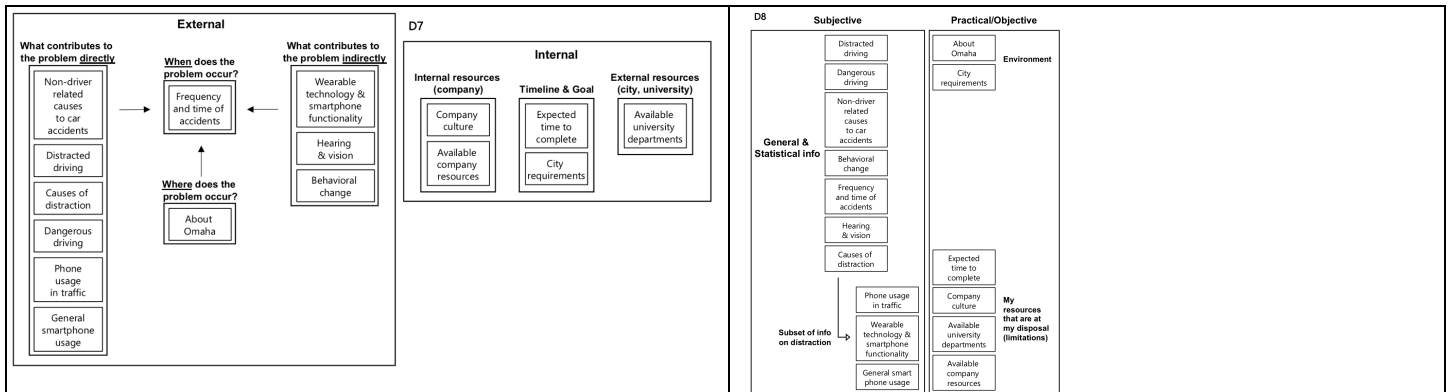 External
What contributes to
the problem directly
Non-driver
related
causes
to car
accidents
Distracted
driving
Causes of
distraction
Dangerous
driving
Phone
usage
in traffic
General
smartphone
usage
When does the
problem occur?
Frequency
and time of
accidents
Where does the
problem occur?
About
Omaha
What contributes to
the problem indirectly
Wearable
technology &
smartphone
functionality
Hearing
& vision
Behavioral
change
D7
Internal
Internal resources
(company)
Company
culture
Available
company
resources
Timeline & Goal
Expected
time to
complete
City
requirements
External resources
(city, university)
Available
university
departments
D8
Subjective
General &
Statistical info
Distracted
driving
Dangerous
driving
Non-driver
related
causes
to car
accidents
Behavioral
change
Frequency
and time of
accidents
Hearing
& vision
Causes of
distraction
Subset of info
on distraction
Phone usage
in traffic
Wearable
technology &
smartphone
functionality
General smart
phone usage
Practical/Objective
About
Omaha
City
requirements
Environment
Expected
time to
complete
Company
culture
Available
university
departments
Available
company
resources
My
resources
that are at
my disposal
(limitations)